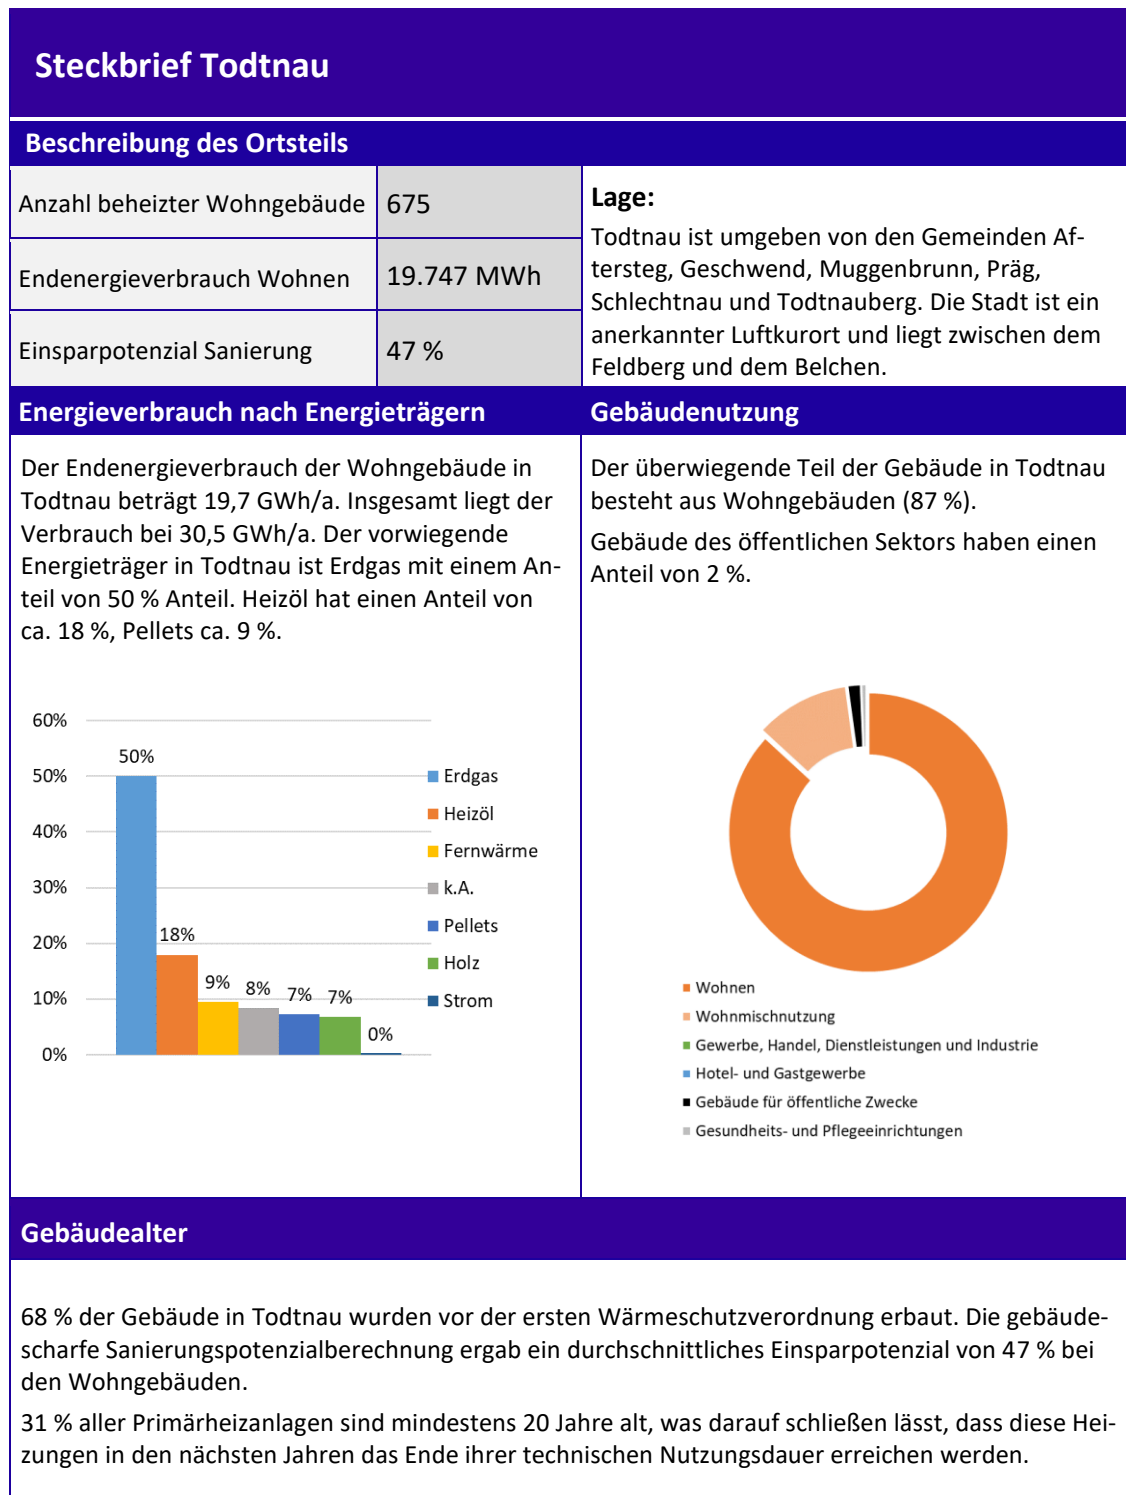 Steckbrief Todtnau
Beschreibung des Ortsteils
Anzahl beheizter Wohngebäude 675
Endenergieverbrauch Wohnen 19.747 MWh
Einsparpotenzial Sanierung 47 %
Lage:
Todtnau ist umgeben von den Gemeinden Af-
tersteg, Geschwend, Muggenbrunn, Präg,
Schlechtnau und Todtnauberg. Die Stadt ist ein
anerkannter Luftkurort und liegt zwischen dem
Feldberg und dem Belchen.
Energieverbrauch nach Energieträgern
Der Endenergieverbrauch der Wohngebäude in
Todtnau beträgt 19,7 GWh/a. Insgesamt liegt der
Verbrauch bei 30,5 GWh/a. Der vorwiegende
Energieträger in Todtnau ist Erdgas mit einem An-
teil von 50 % Anteil. Heizöl hat einen Anteil von
ca. 18 %, Pellets ca. 9 %.
60%
50%
40%
30%
20%
10%
0%
50%
18%
9%
8%
7%
7%
0%
Erdgas
Heizöl
Fernwärme
k.A.
Pellets
Holz
Strom
Gebäudenutzung
Der überwiegende Teil der Gebäude in Todtnau
besteht aus Wohngebäuden (87 %).
Gebäude des öffentlichen Sektors haben einen
Anteil von 2 %.
Wohnen
Wohnmischnutzung
Gewerbe, Handel, Dienstleistungen und Industrie
Hotel- und Gastgewerbe
Gebäude für öffentliche Zwecke
Gesundheits- und Pflegeeinrichtungen
Gebäudealter
68 % der Gebäude in Todtnau wurden vor der ersten Wärmeschutzverordnung erbaut. Die gebäude-
scharfe Sanierungspotenzialberechnung ergab ein durchschnittliches Einsparpotenzial von 47 % bei
den Wohngebäuden.
31 % aller Primärheizanlagen sind mindestens 20 Jahre alt, was darauf schließen lässt, dass diese Hei-
zungen in den nächsten Jahren das Ende ihrer technischen Nutzungsdauer erreichen werden.